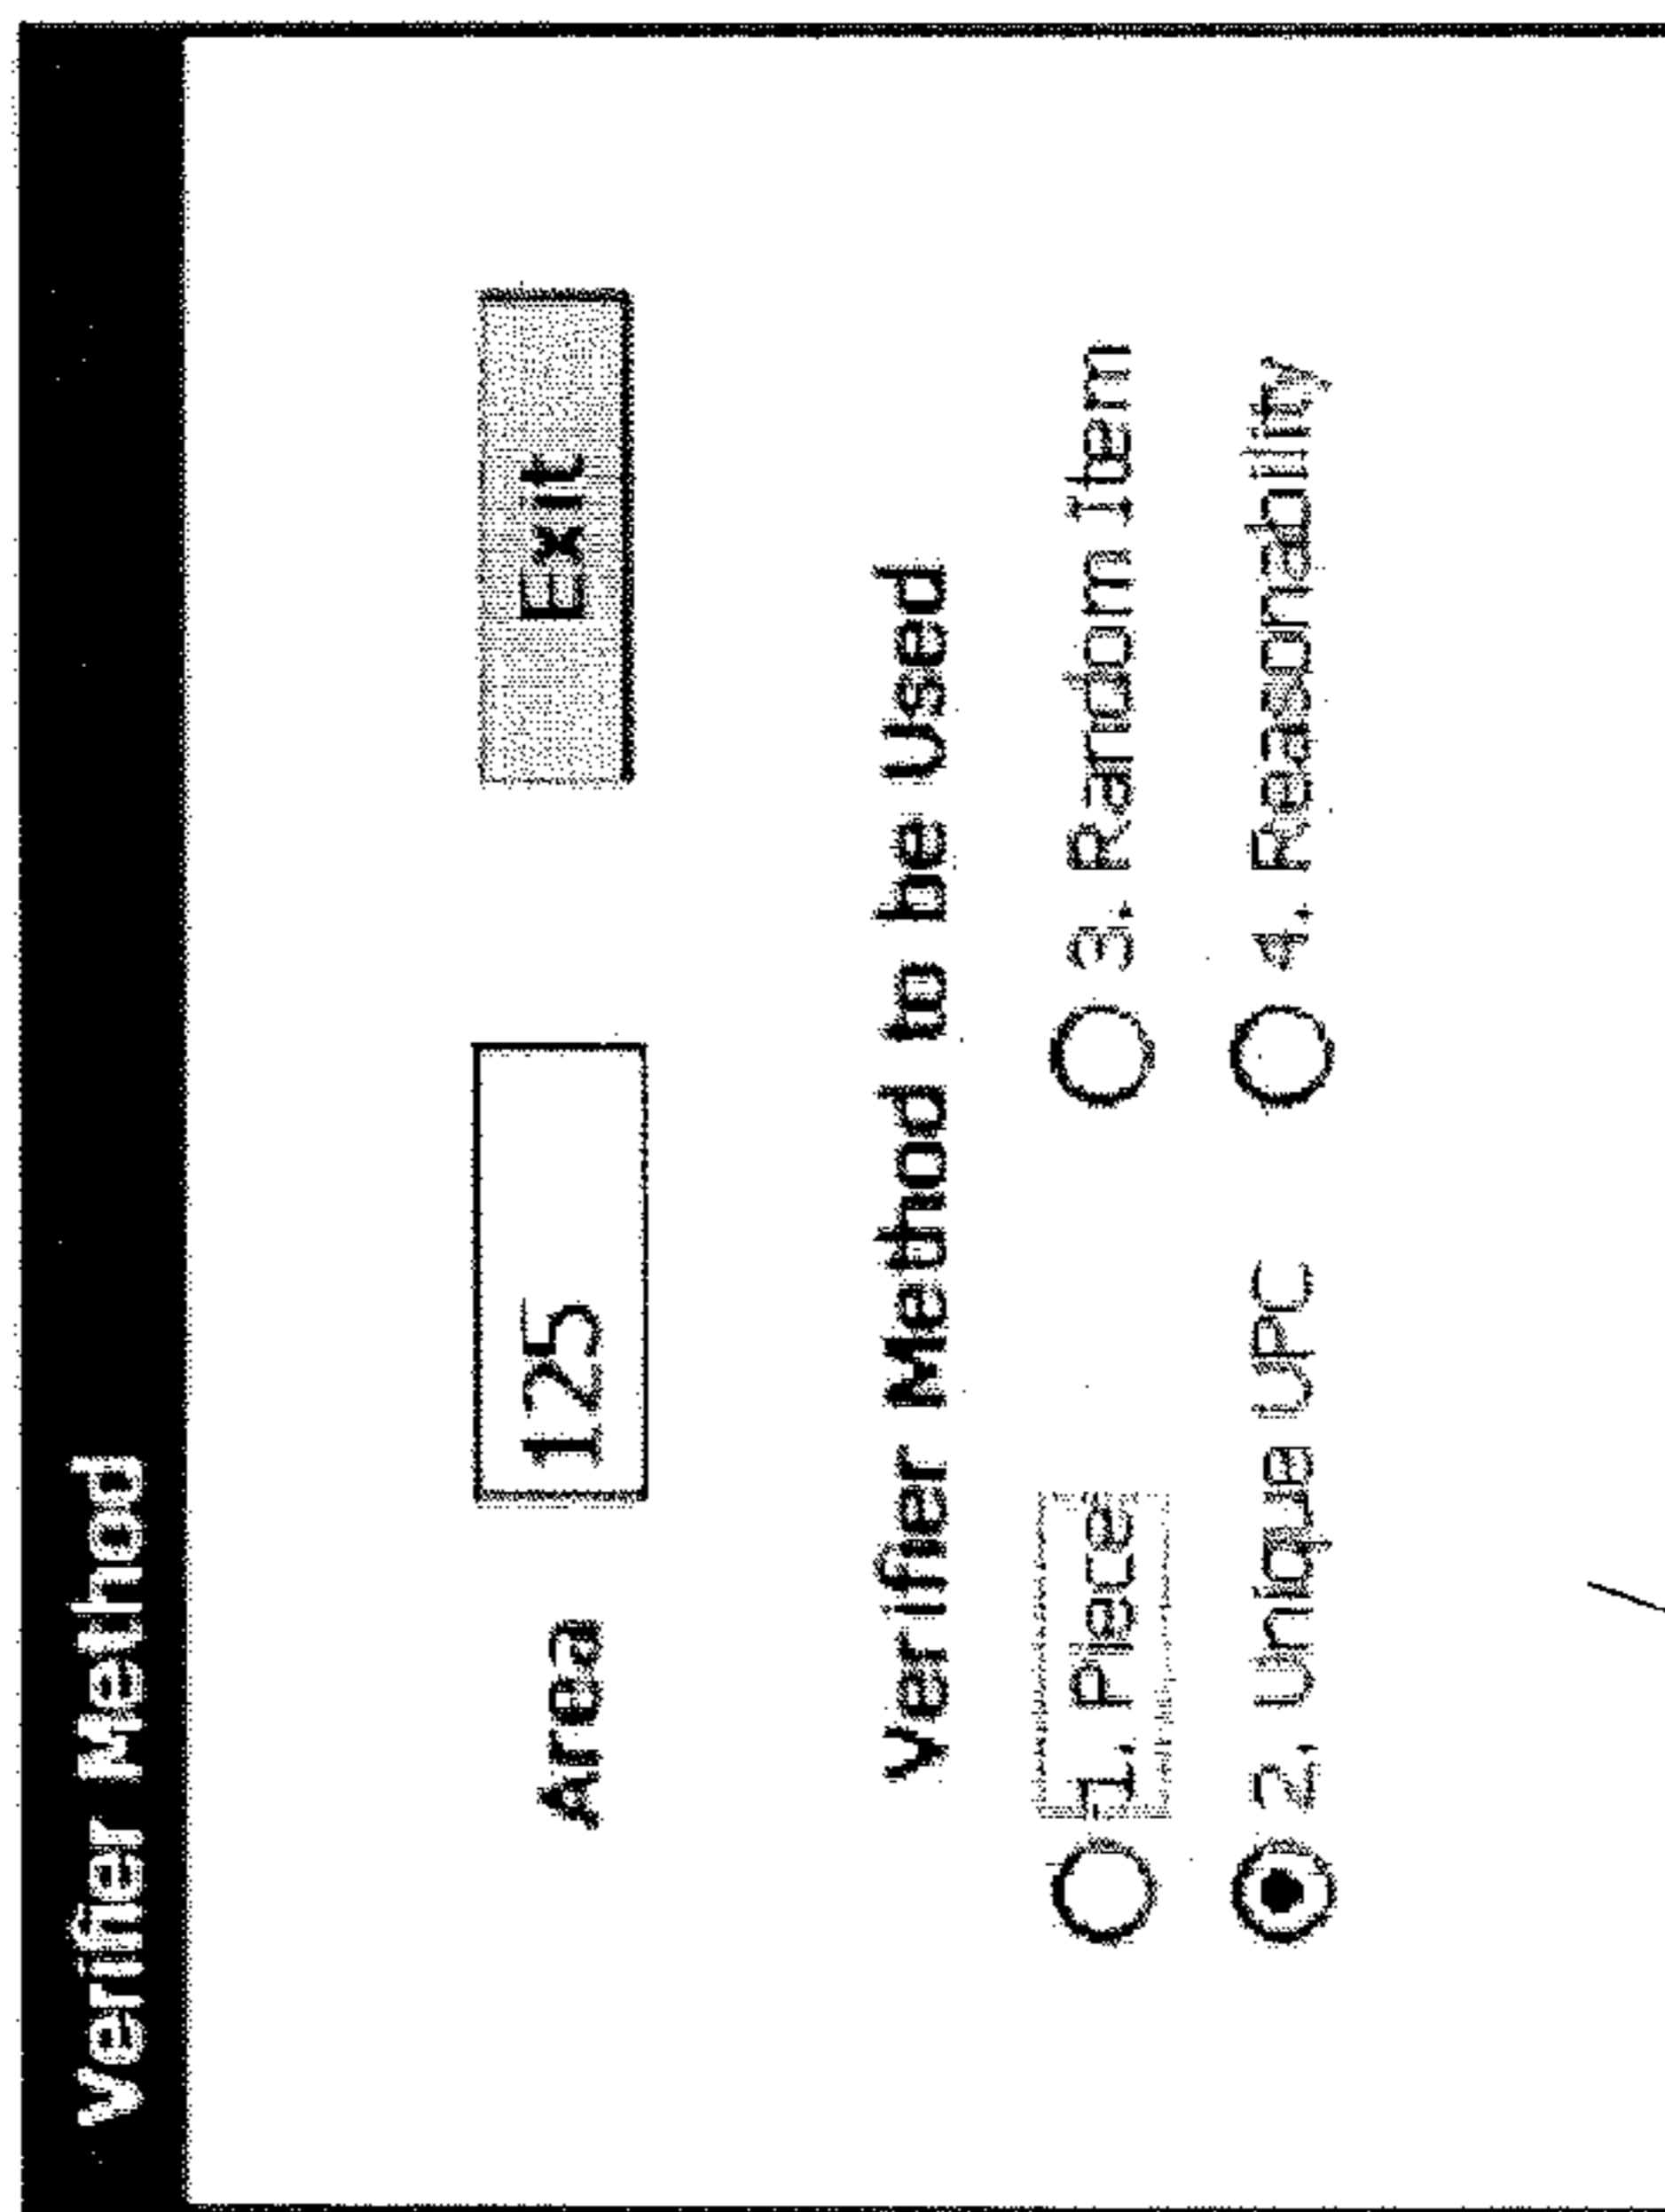 Verifier Method
Area 125 Exit
Verifier Method to be Used
1. Piece 3. Random Item
2. Unique UPC 4. Reasonability